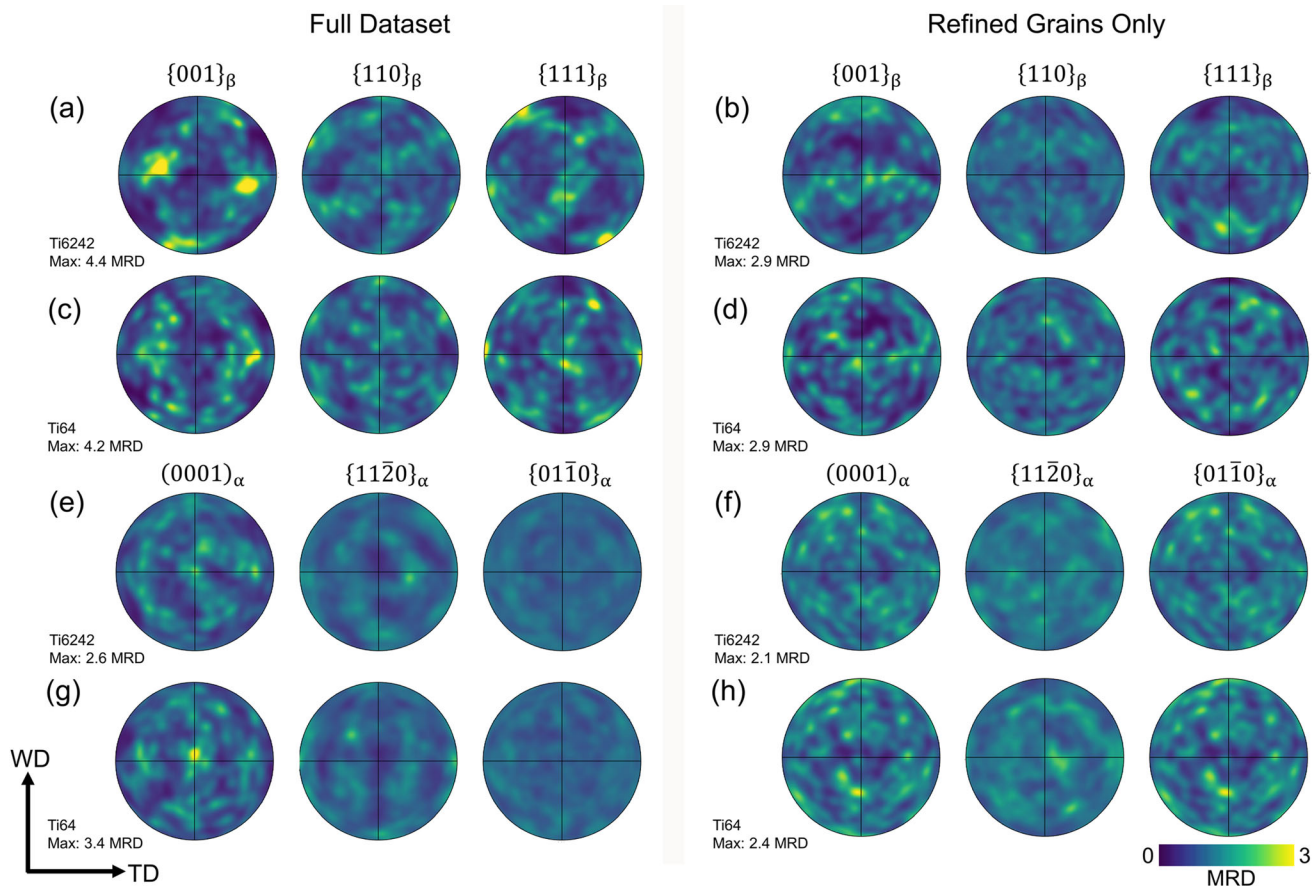 Full Dataset
Refined Grains Only
{001}β {110}β {111}β
{001}β {110}β {111}β
(a)
(b)
Ti6242
Max: 4.4 MRD
Ti6242
Max: 2.9 MRD
(c)
(d)
Ti64
Max: 4.2 MRD
Ti64
Max: 2.9 MRD
(0001)α {112̅0}α {011̅0}α
(0001)α {112̅0}α {011̅0}α
(e)
(f)
Ti6242
Max: 2.6 MRD
Ti6242
Max: 2.1 MRD
(g)
(h)
WD
Ti64
Max: 3.4 MRD
TD
Ti64
Max: 2.4 MRD
0 3
MRD